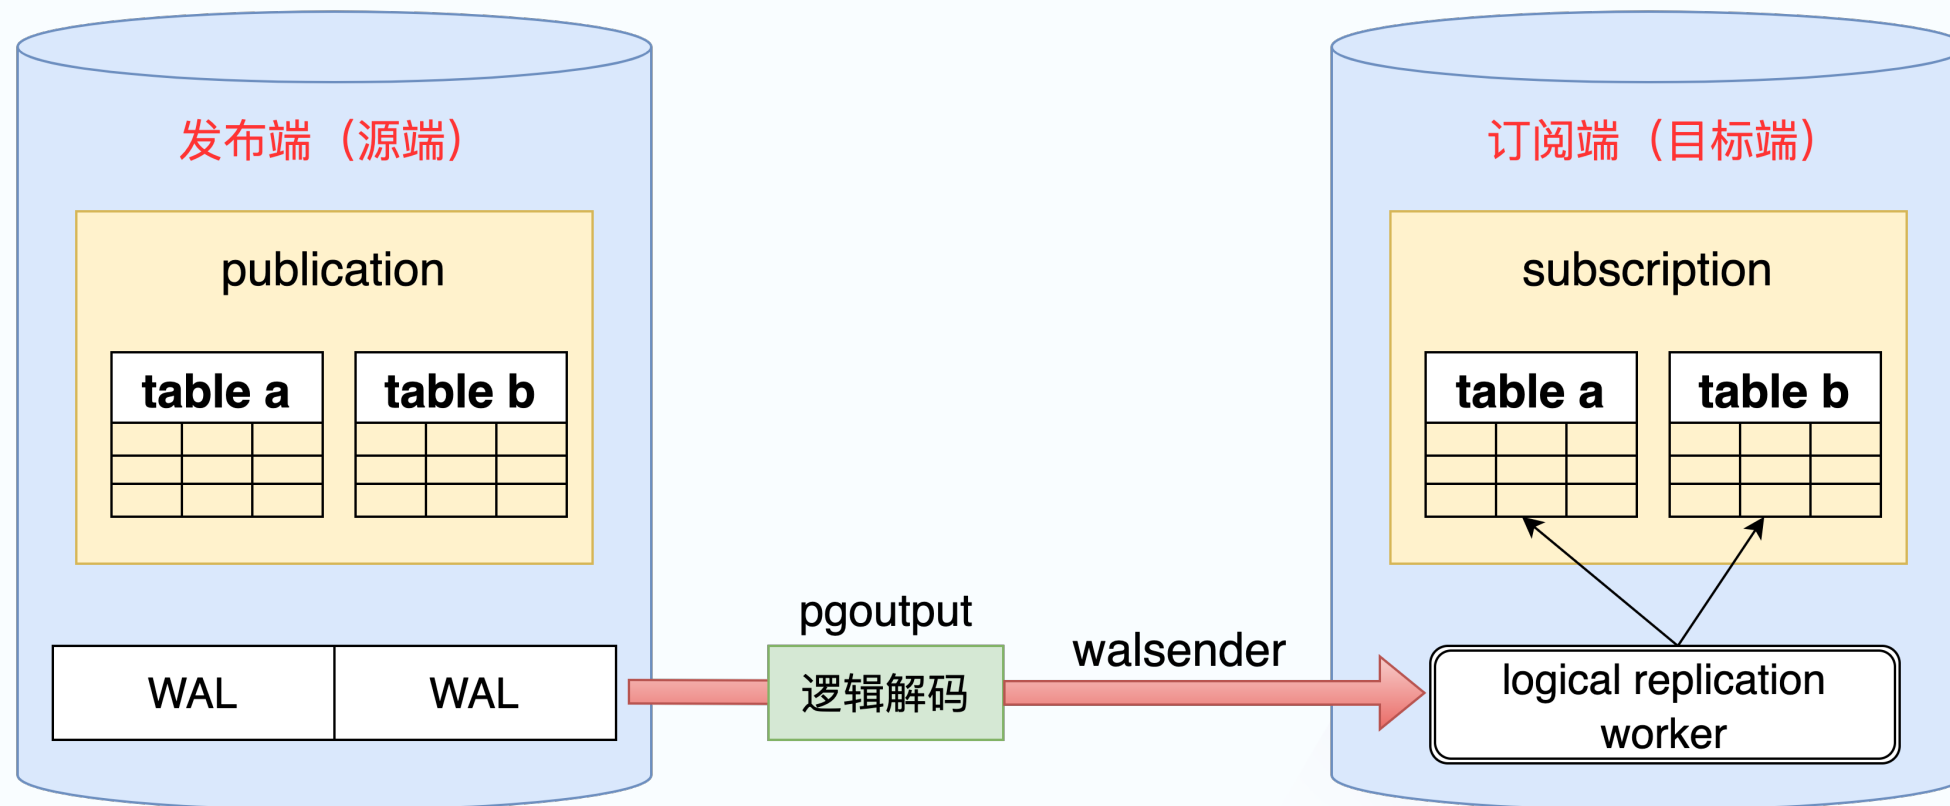 发布端（源端）
publication
table a
table b
WAL
WAL
pgoutput
逻辑解码
walsender
订阅端（目标端）
subscription
table a
table b
logical replication
worker